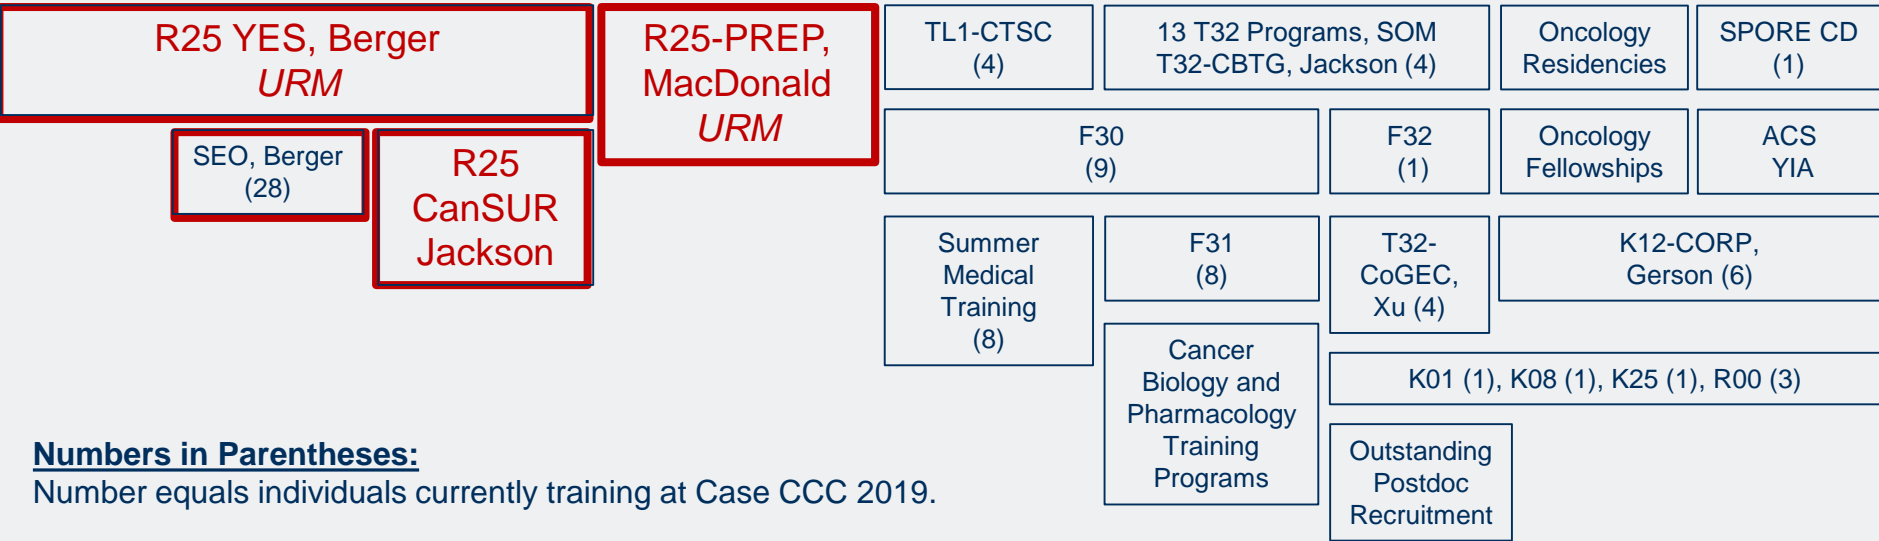 R25 YES, Berger
URM
R25-PREP,
MacDonald
URM
TL1-CTSC
(4)
13 T32 Programs, SOM
T32-CBTG, Jackson (4)
Oncology
Residencies
SPORE CD
(1)
SEO, Berger
(28)
R25
CanSUR
Jackson
F30
(9)
F32
(1)
Oncology
Fellowships
ACS
YIA
Summer
Medical
Training
(8)
F31
(8)
T32-
CoGEC,
Xu (4)
K12-CORP,
Gerson (6)
Cancer
Biology and
Pharmacology
Training
Programs
K01 (1), K08 (1), K25 (1), R00 (3)
Outstanding
Postdoc
Recruitment
Numbers in Parentheses:
Number equals individuals currently training at Case CCC 2019.